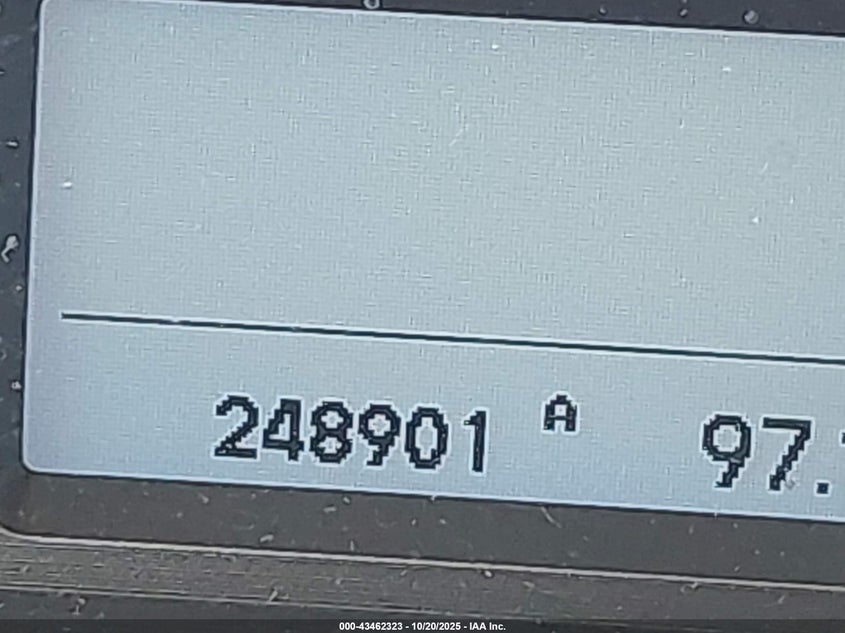 248901 A 97.
000-43462323 - 10/20/2025 - IAA Inc.